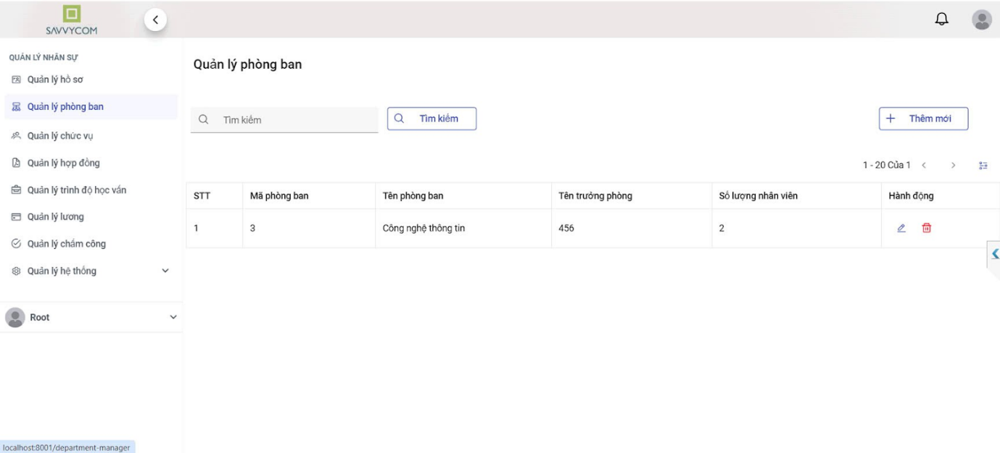 SAVVYCOM
QUẢN LÝ NHÂN SỰ
Quản lý hồ sơ
Quản lý phòng ban
Quản lý chức vụ
Quản lý hợp đồng
Quản lý trình độ học vấn
Quản lý lương
Quản lý chấm công
Quản lý hệ thống
Root
Quản lý phòng ban
Tìm kiếm Tìm kiếm Thêm mới
1 - 20 Của 1
STT Mã phòng ban Tên phòng ban Tên trưởng phòng Số lượng nhân viên Hành động
1 3 Công nghệ thông tin 456 2
localhost:8001/department-manager